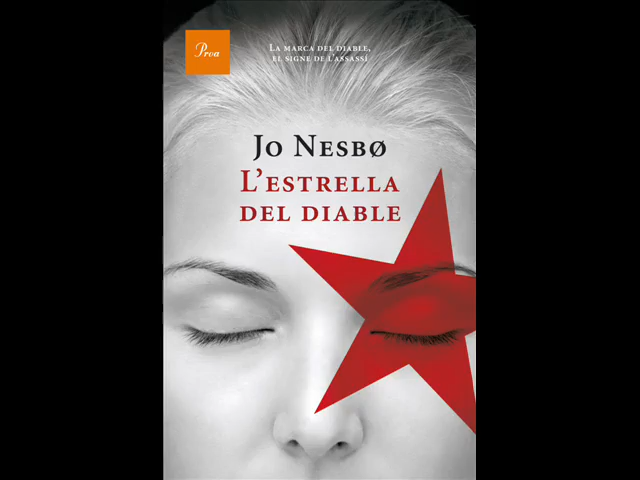 Proa
La marca del diable,
el signe de l'assassí
Jo Nesbø
L'estrella
del diable